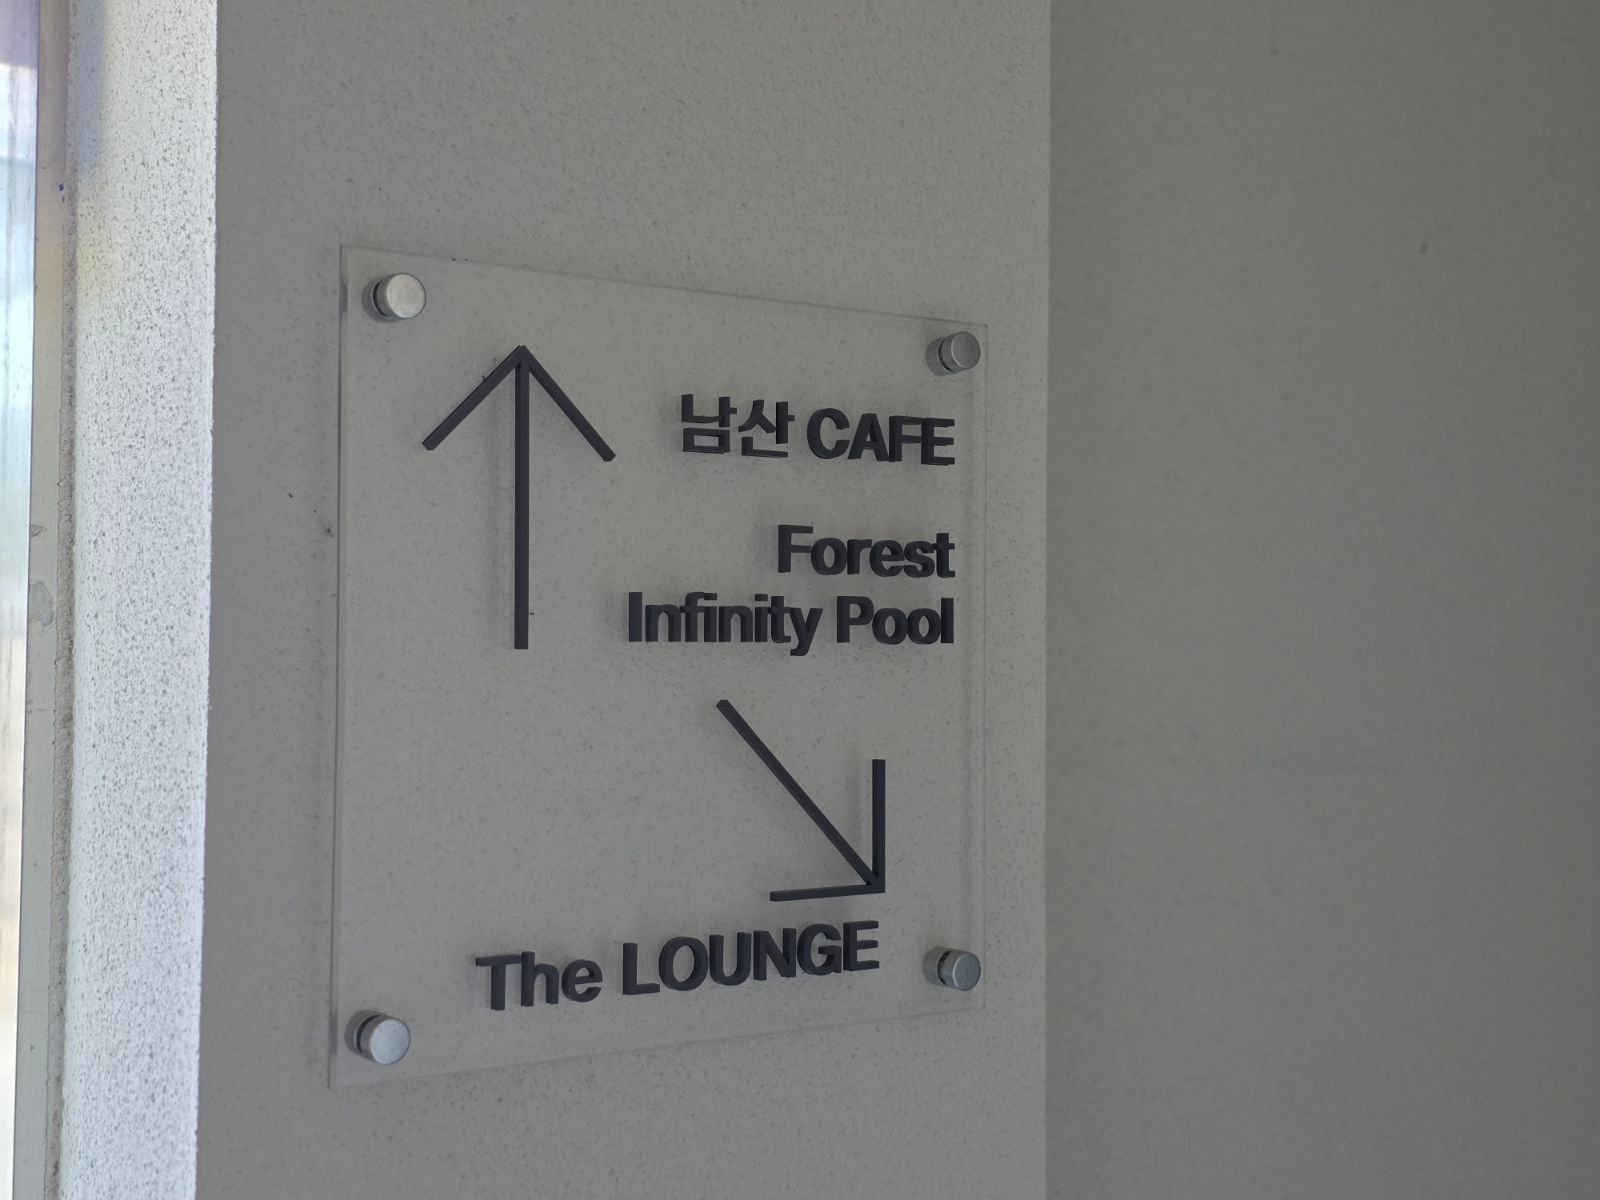 남산 CAFE
Forest
Infinity Pool
The LOUNGE